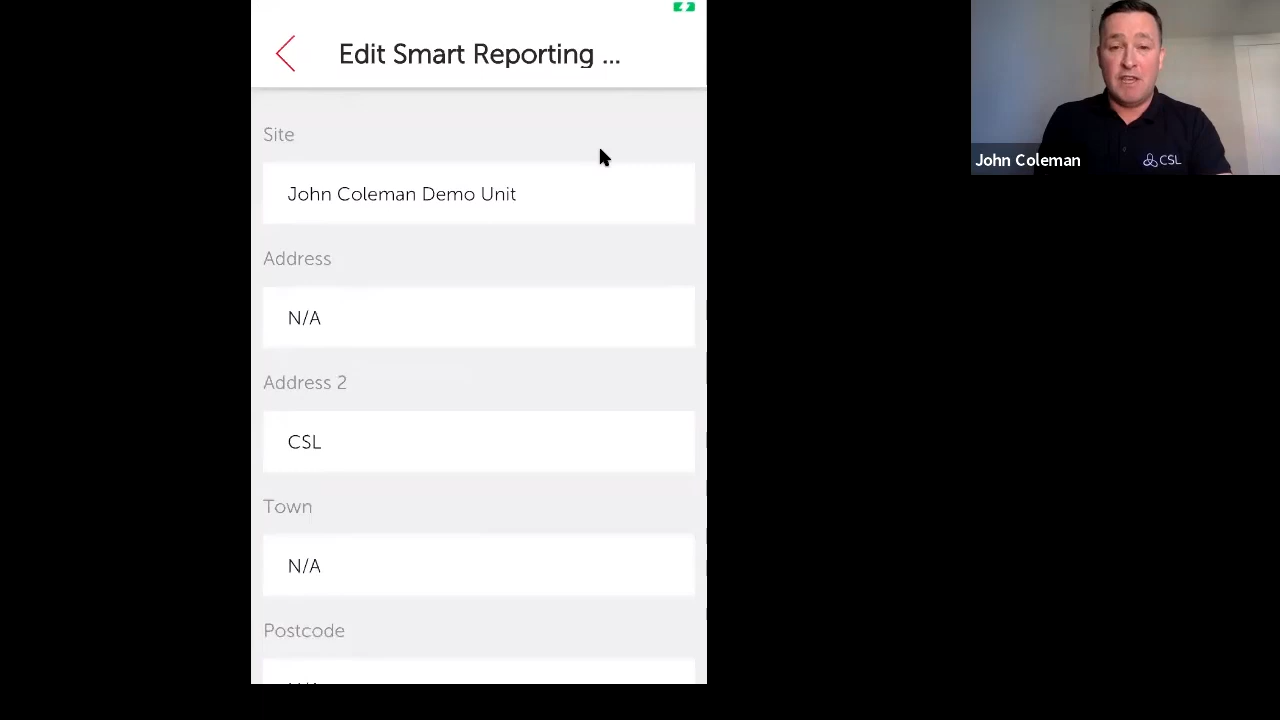 Edit Smart Reporting ...
Site
John Coleman Demo Unit
Address
N/A
Address 2
CSL
Town
N/A
Postcode
John Coleman
CSL